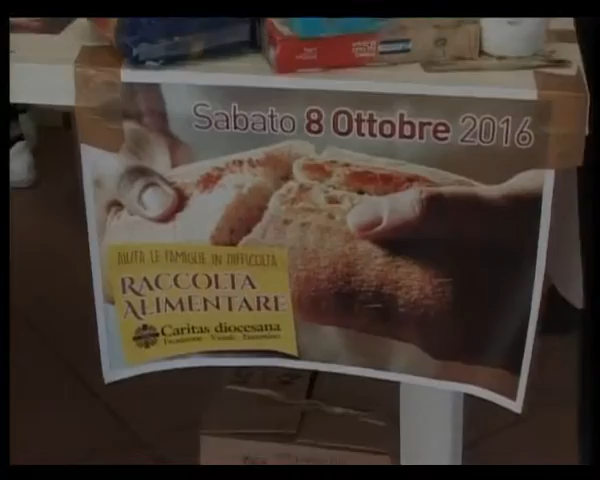 Sabato 8 Ottobre 2016
AIUTA LE FAMIGLIE IN DIFFICOLTÀ
RACCOLTA
ALIMENTARE
Caritas diocesana